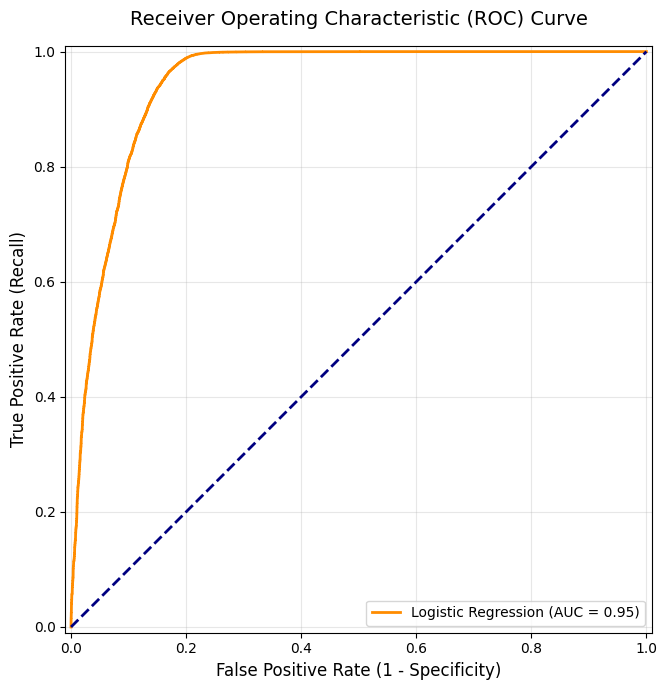 Receiver Operating Characteristic (ROC) Curve
True Positive Rate (Recall)
1.0
0.8
0.6
0.4
0.2
0.0
Logistic Regression (AUC = 0.95)
0.0 0.2 0.4 0.6 0.8 1.0
False Positive Rate (1 - Specificity)